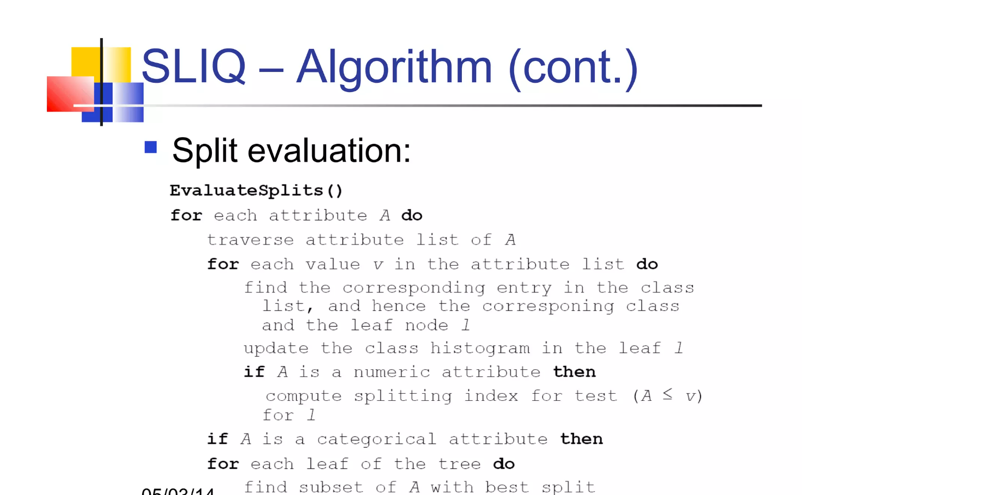 SLIQ – Algorithm (cont.)
Split evaluation:
EvaluateSplits()
for each attribute A do
traverse attribute list of A
for each value v in the attribute list do
find the corresponding entry in the class
list, and hence the corresponing class
and the leaf node l
update the class histogram in the leaf l
if A is a numeric attribute then
compute splitting index for test (A ≤ v)
for l
if A is a categorical attribute then
for each leaf of the tree do
find subset of A with best split
05/03/14